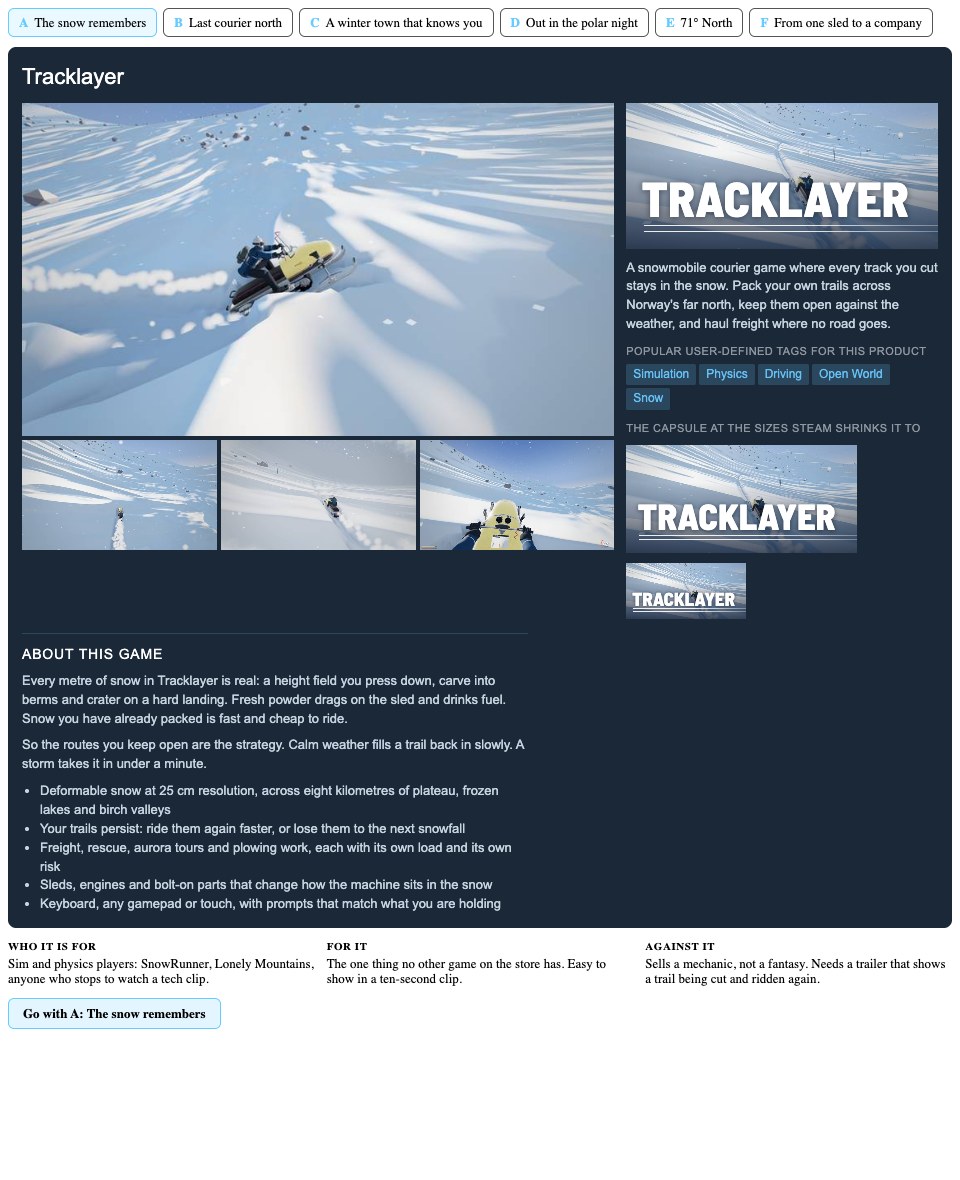 A The snow remembers
B Last courier north
C A winter town that knows you
D Out in the polar night
E 71° North
F From one sled to a company
Tracklayer
TRACKLAYER
A snowmobile courier game where every track you cut
stays in the snow. Pack your own trails across
Norway's far north, keep them open against the
weather, and haul freight where no road goes.
POPULAR USER-DEFINED TAGS FOR THIS PRODUCT
Simulation
Physics
Driving
Open World
Snow
THE CAPSULE AT THE SIZES STEAM SHRINKS IT TO
TRACKLAYER
TRACKLAYER
ABOUT THIS GAME
Every metre of snow in Tracklayer is real: a height field you press down, carve into
berms and crater on a hard landing. Fresh powder drags on the sled and drinks fuel.
Snow you have already packed is fast and cheap to ride.
So the routes you keep open are the strategy. Calm weather fills a trail back in slowly. A
storm takes it in under a minute.
• Deformable snow at 25 cm resolution, across eight kilometres of plateau, frozen
lakes and birch valleys
• Your trails persist: ride them again faster, or lose them to the next snowfall
• Freight, rescue, aurora tours and plowing work, each with its own load and its own
risk
• Sleds, engines and bolt-on parts that change how the machine sits in the snow
• Keyboard, any gamepad or touch, with prompts that match what you are holding
WHO IT IS FOR
Sim and physics players: SnowRunner, Lonely Mountains,
anyone who stops to watch a tech clip.
FOR IT
The one thing no other game on the store has. Easy to
show in a ten-second clip.
AGAINST IT
Sells a mechanic, not a fantasy. Needs a trailer that shows
a trail being cut and ridden again.
Go with A: The snow remembers